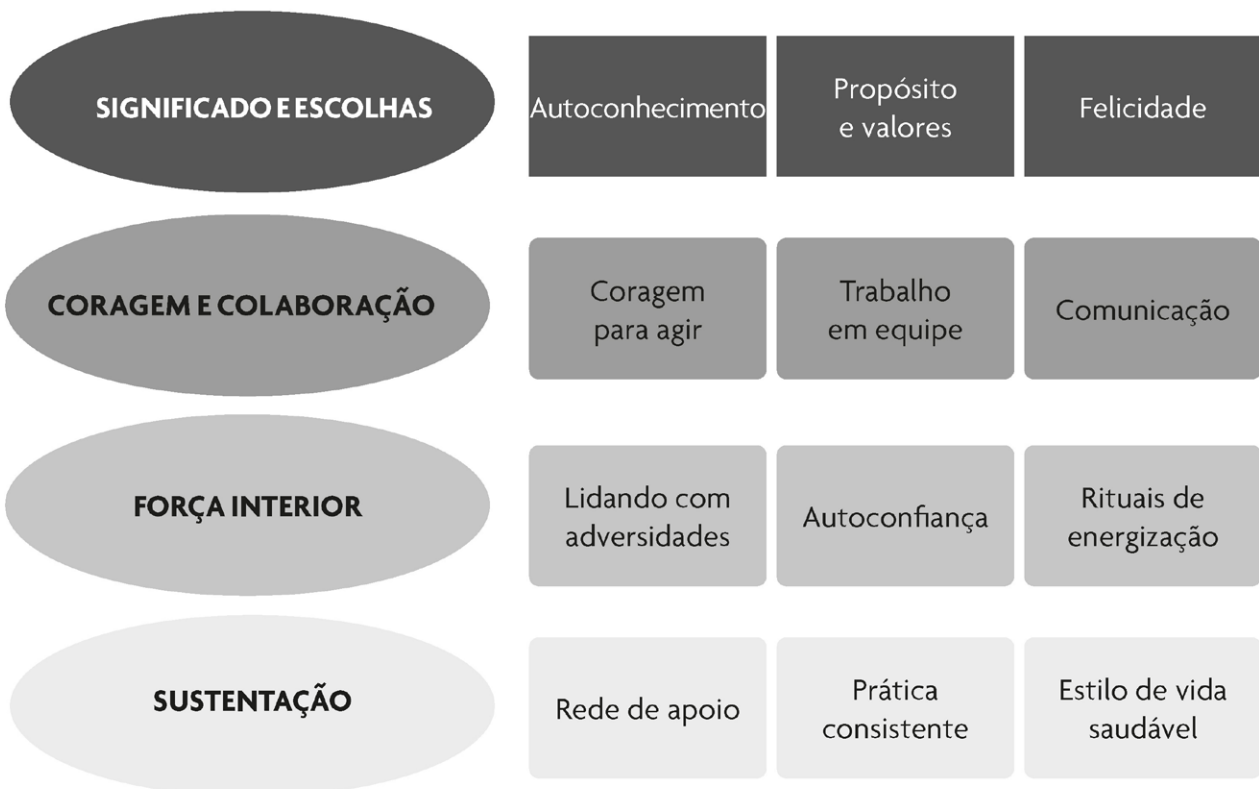 SIGNIFICADO E ESCOLHAS
Autoconhecimento
Propósito
e valores
Felicidade
CORAGEM E COLABORAÇÃO
Coragem
para agir
Trabalho
em equipe
Comunicação
FORÇA INTERIOR
Lidando com
adversidades
Autoconfiança
Rituais de
energização
SUSTENTAÇÃO
Rede de apoio
Prática
consistente
Estilo de vida
saudável